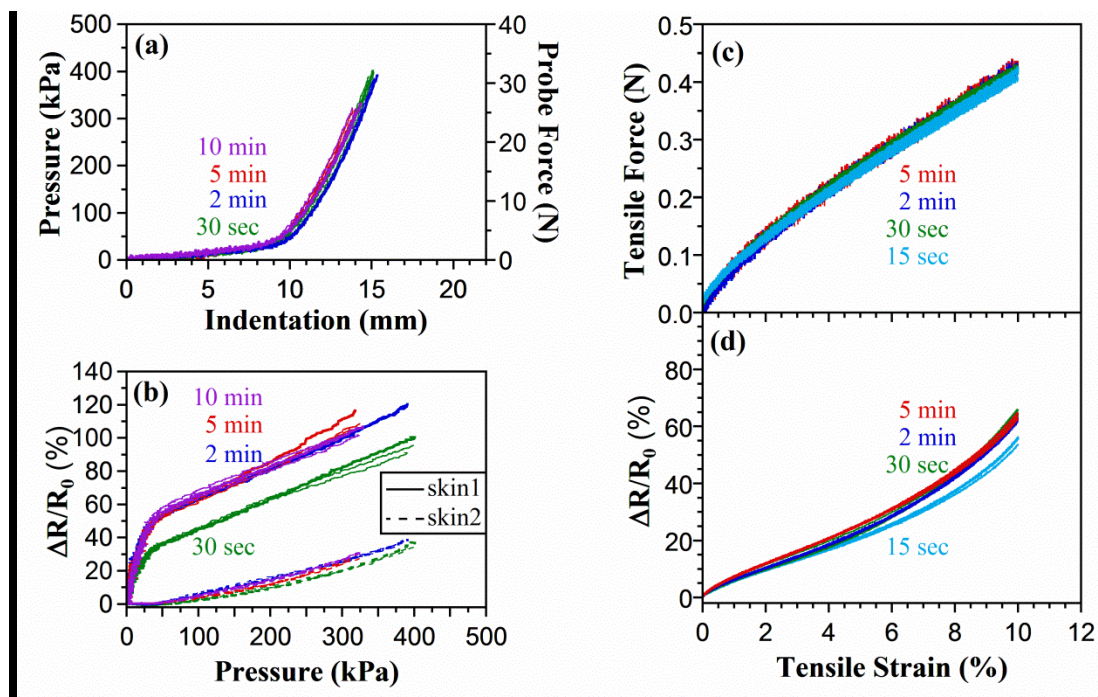 (a)
500
400
300
200
100
0
Pressure (kPa)
40
30
20
10
0
Probe Force (N)
10 min
5 min
2 min
30 sec
0 5 10 15 20
Indentation (mm)
(b)
140
120
100
80
60
40
20
0
ΔR/R₀ (%)
10 min
5 min
2 min
30 sec
skin1
skin2
0 100 200 300 400 500
Pressure (kPa)
(c)
0.5
0.4
0.3
0.2
0.1
0.0
Tensile Force (N)
5 min
2 min
30 sec
15 sec
(d)
80
60
40
20
0
ΔR/R₀ (%)
5 min
2 min
30 sec
15 sec
0 2 4 6 8 10 12
Tensile Strain (%)